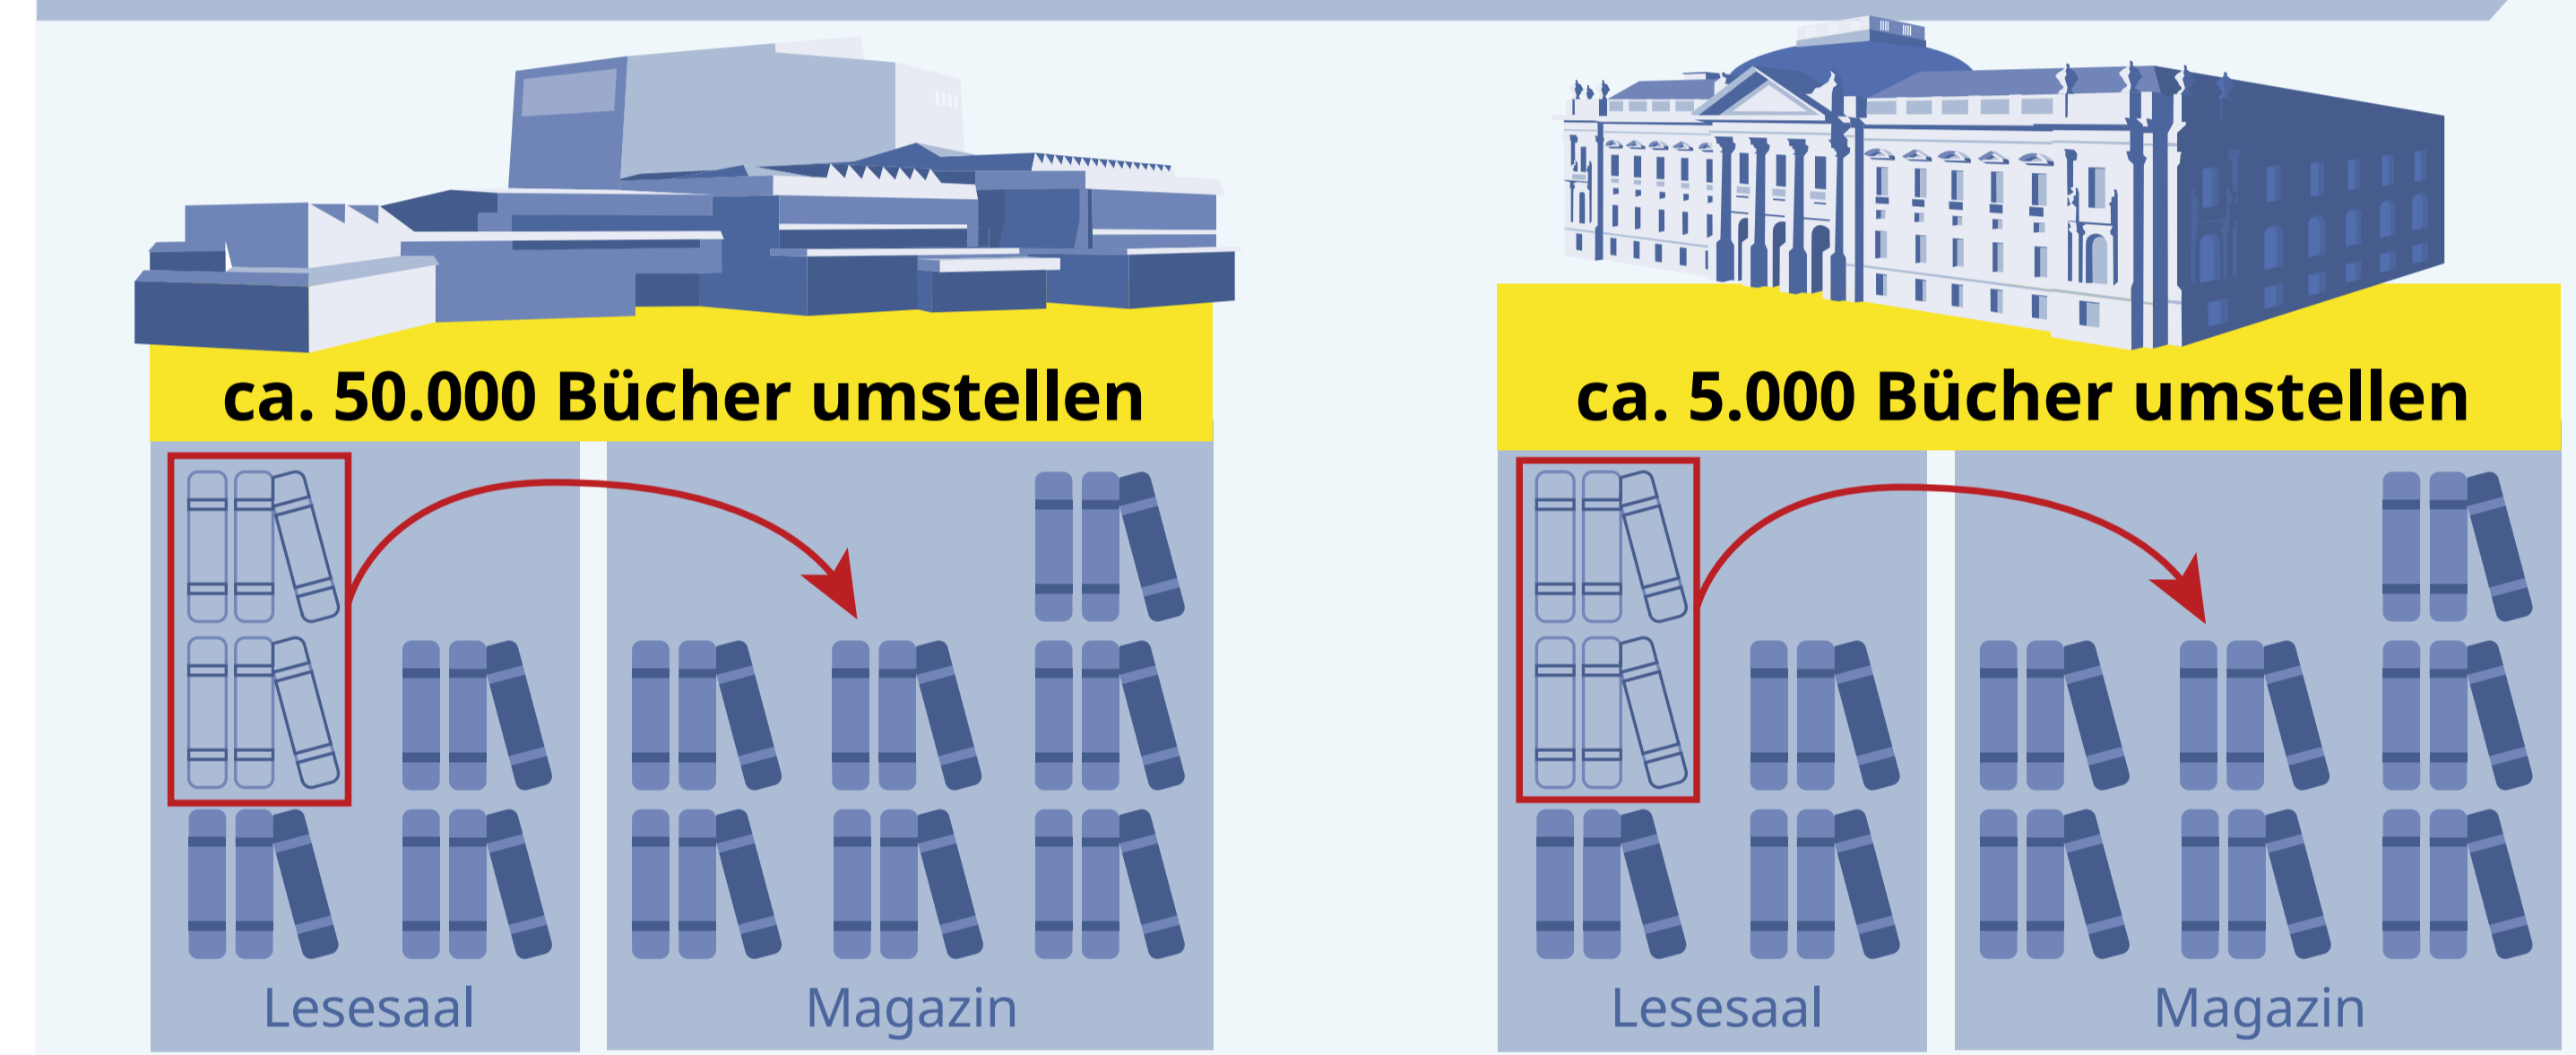 ca. 50.000 Bücher umstellen
Lesesaal
Magazin
ca. 5.000 Bücher umstellen
Lesesaal
Magazin